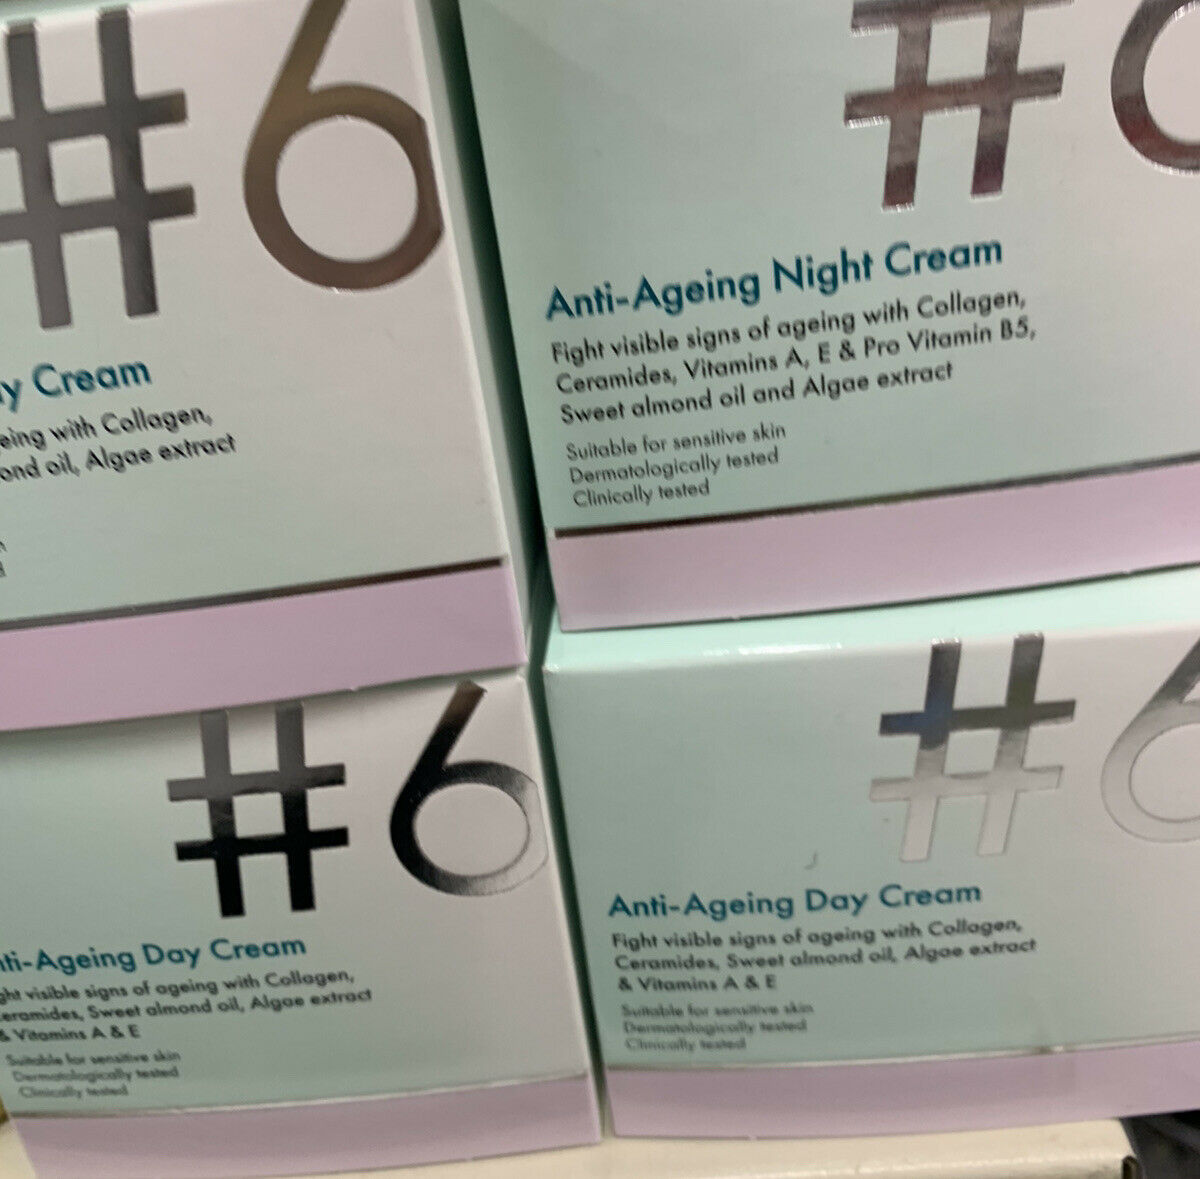 #6
y Cream
eing with Collagen,
ond oil, Algae extract
#6
Anti-Ageing Night Cream
Fight visible signs of ageing with Collagen,
Ceramides, Vitamins A, E & Pro Vitamin B5,
Sweet almond oil and Algae extract
Suitable for sensitive skin
Dermatologically tested
Clinically tested
#6
ti-Ageing Day Cream
ght visible signs of ageing with Collagen,
eramides, Sweet almond oil, Algae extract
& Vitamins A & E
Suitable for sensitive skin
Dermatologically tested
Clinically tested
#6
Anti-Ageing Day Cream
Fight visible signs of ageing with Collagen,
Ceramides, Sweet almond oil, Algae extract
& Vitamins A & E
Suitable for sensitive skin
Dermatologically tested
Clinically tested